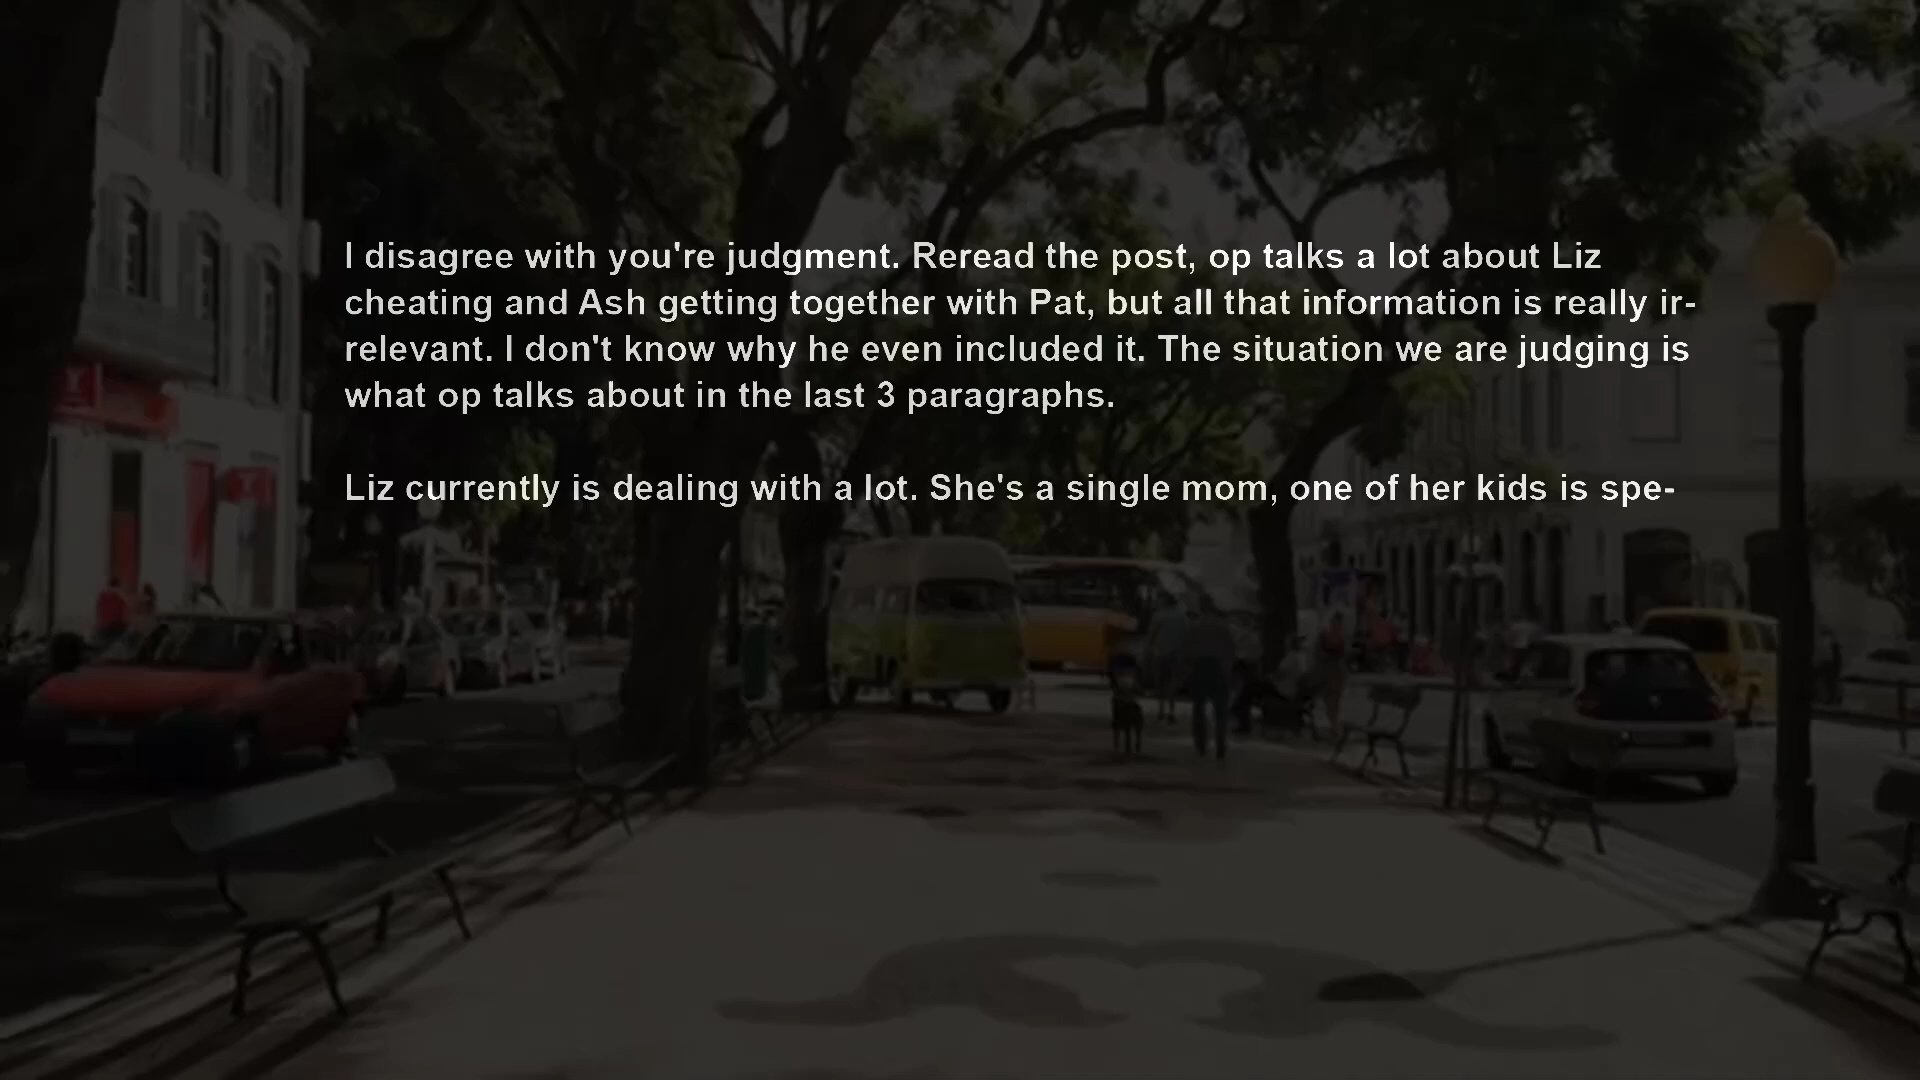 I disagree with you're judgment. Reread the post, op talks a lot about Liz
cheating and Ash getting together with Pat, but all that information is really ir-
relevant. I don't know why he even included it. The situation we are judging is
what op talks about in the last 3 paragraphs.
Liz currently is dealing with a lot. She's a single mom, one of her kids is spe-